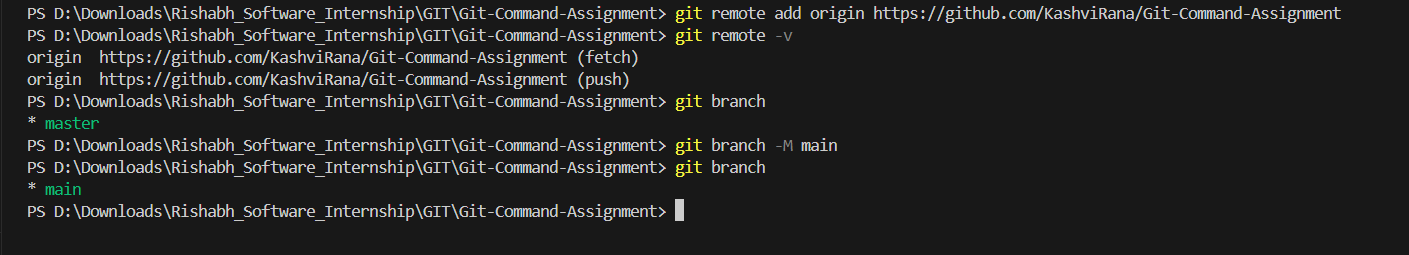 PS D:\Downloads\Rishabh_Software_Internship\GIT\Git-Command-Assignment> git remote add origin https://github.com/KashviRana/Git-Command-Assignment
PS D:\Downloads\Rishabh_Software_Internship\GIT\Git-Command-Assignment> git remote -v
origin  https://github.com/KashviRana/Git-Command-Assignment (fetch)
origin  https://github.com/KashviRana/Git-Command-Assignment (push)
PS D:\Downloads\Rishabh_Software_Internship\GIT\Git-Command-Assignment> git branch
* master
PS D:\Downloads\Rishabh_Software_Internship\GIT\Git-Command-Assignment> git branch -M main
PS D:\Downloads\Rishabh_Software_Internship\GIT\Git-Command-Assignment> git branch
* main
PS D:\Downloads\Rishabh_Software_Internship\GIT\Git-Command-Assignment>